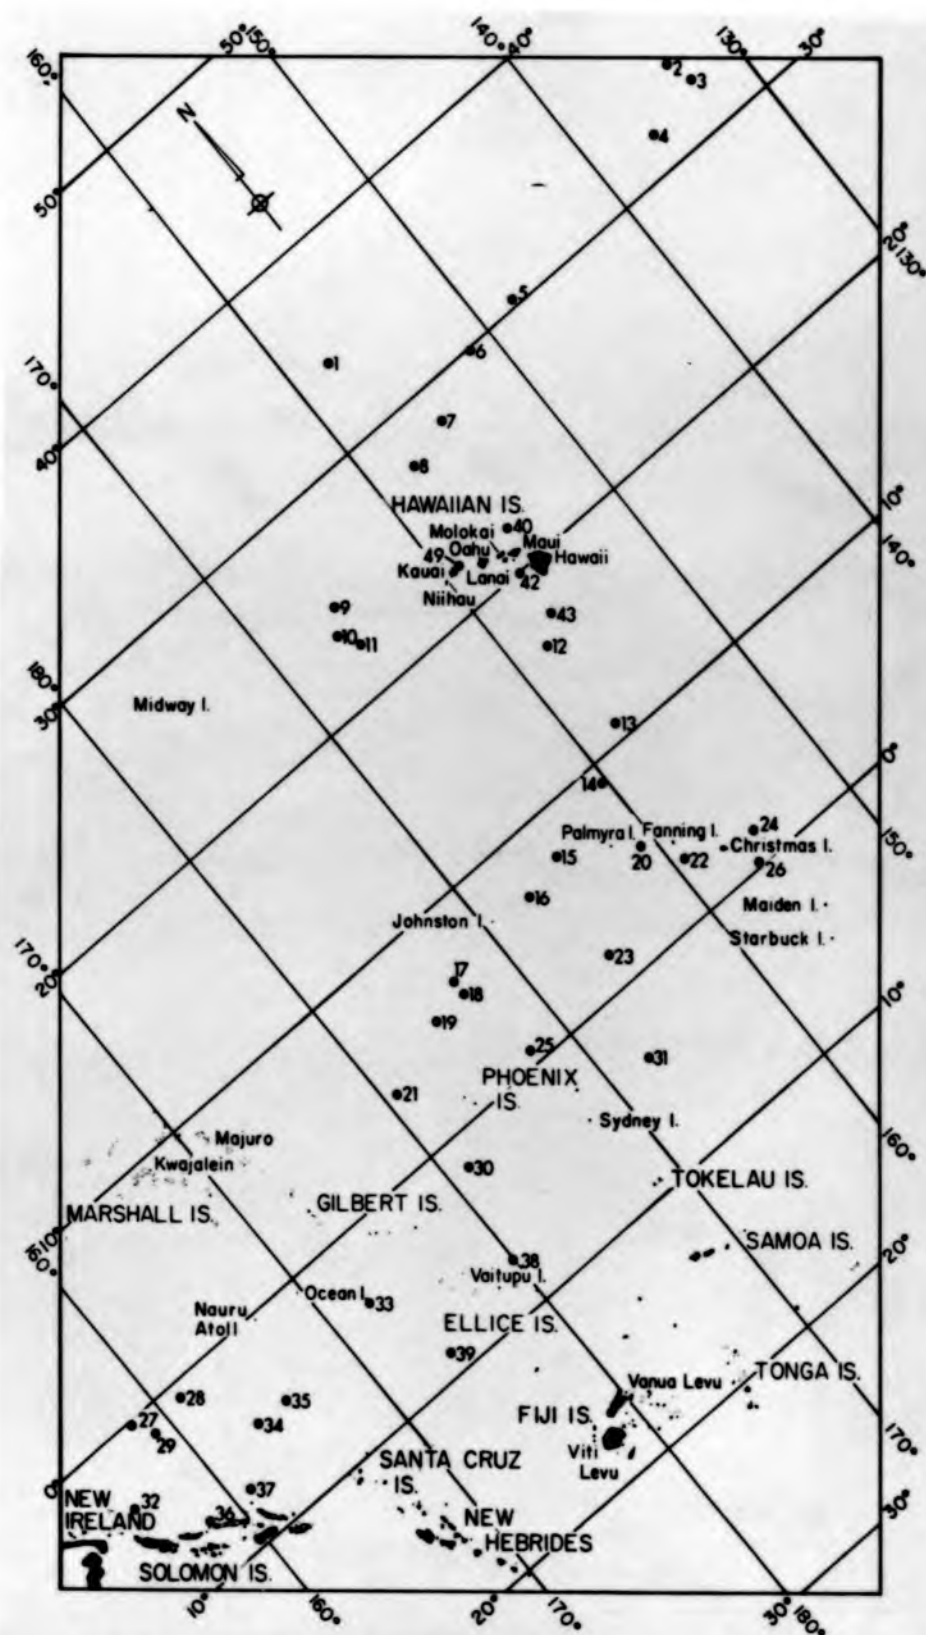 50° 150° 140° 40° 130° 30°
160°
2
3
N
4
50°
20°
130°
5
6
1
170°
7
40°
8
HAWAIIAN IS.
10°
40
Molokai
Maui
140°
Oahu
Hawaii
49
Kauai
Lanai
42
Niihau
9
43
10
11
12
180°
30°
Midway I.
13
0°
14
Palmyra I.
Fanning I.
24
150°
15
20
22
Christmas I.
26
16
Maiden I.
Johnston I.
Starbuck I.
23
170°
20°
17
18
10°
19
25
31
PHOENIX
IS.
21
Sydney I.
160°
Majuro
Kwajalein
30
TOKELAU IS.
MARSHALL IS.
GILBERT IS.
SAMOA IS.
10°
160°
20°
38
Vaitupu I.
Ocean I.
33
Nauru
Atoll
ELLICE IS.
39
TONGA IS.
Vanua Levu
28
35
FIJI IS.
27
34
29
Viti
Levu
170°
SANTA CRUZ
IS.
0°
37
NEW
IRELAND
32
36
NEW
HEBRIDES
30°
SOLOMON IS.
10° 160° 20° 170° 30° 180°